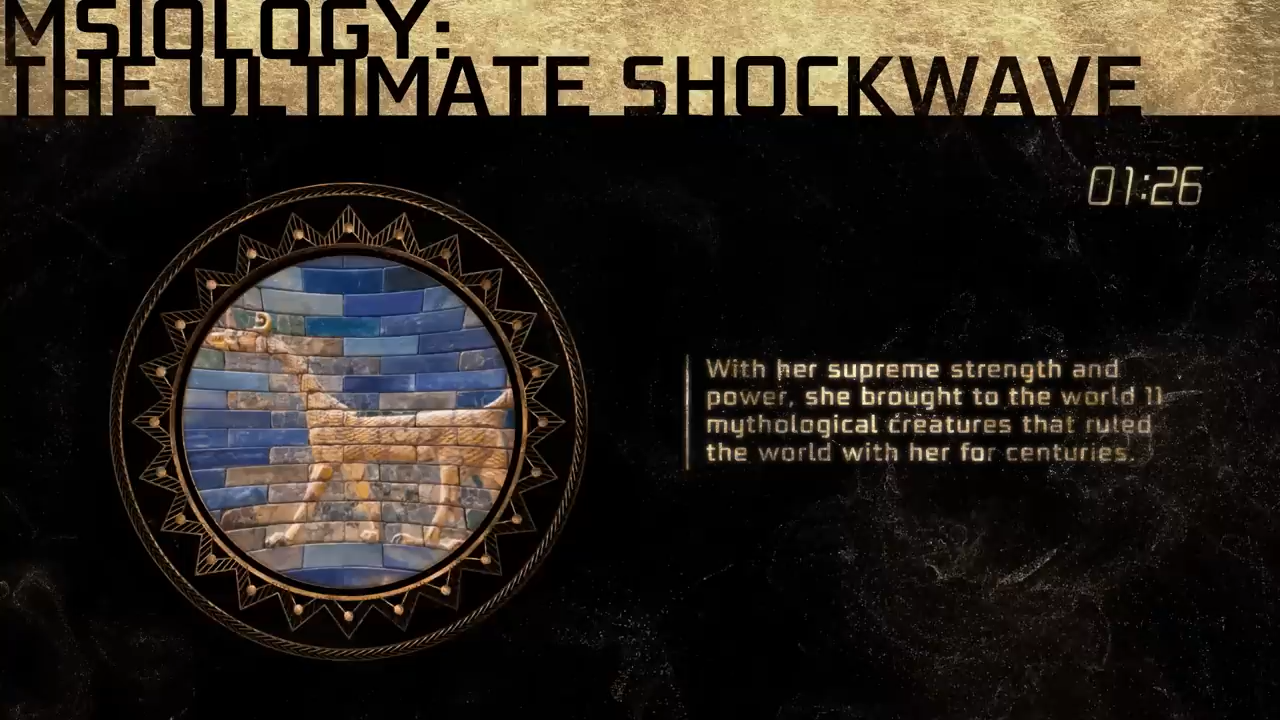 MSIOLOGY:
THE ULTIMATE SHOCKWAVE
01:26
With her supreme strength and
power, she brought to the world 11
mythological creatures that ruled
the world with her for centuries.